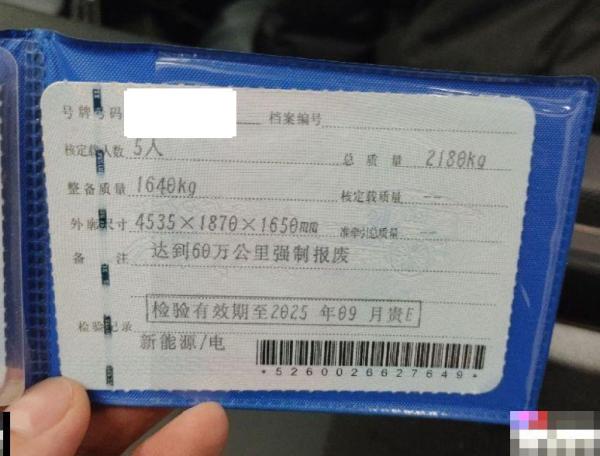 号牌号码 档案编号
核定载人数 5人 总质量 2180kg
整备质量 1640kg 核定载质量 --
外廓尺寸 4535×1870×1650mm 准牵引总质量 --
备注 达到60万公里强制报废
检验有效期至2025年09月贵E
检验记录
新能源/电
*5260026627649*